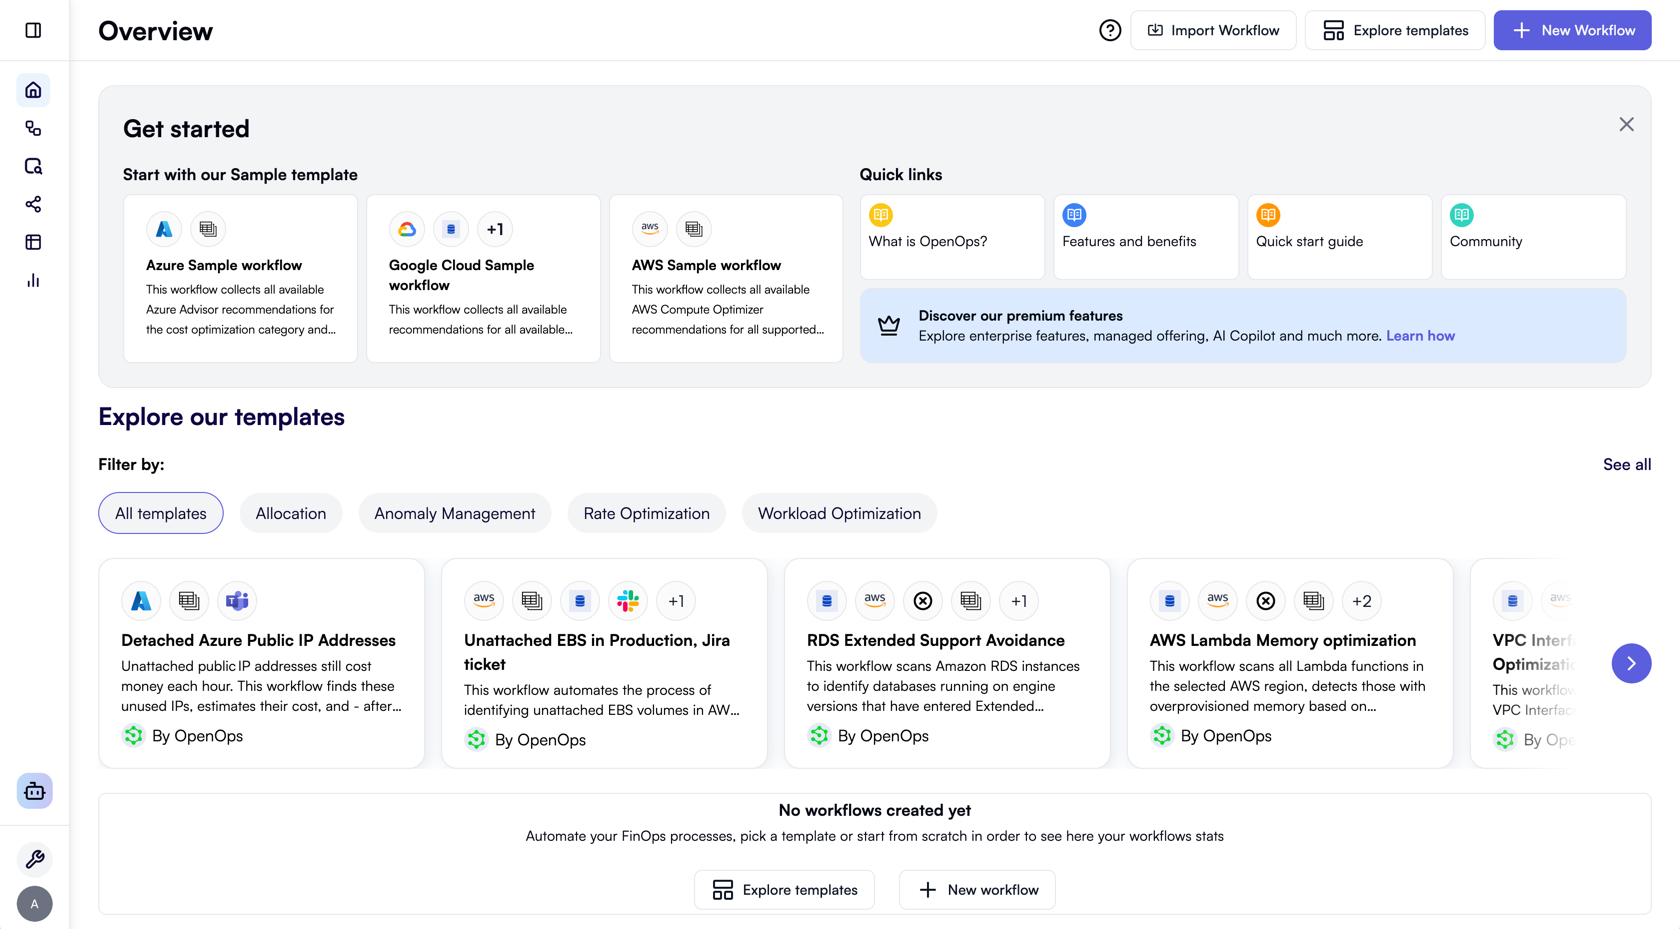 Overview
Import Workflow
Explore templates
New Workflow
Get started
Start with our Sample template
Quick links
aws
+1
Azure Sample workflow
This workflow collects all available
Azure Advisor recommendations for
the cost optimization category and...
Google Cloud Sample
workflow
This workflow collects all available
recommendations for all available...
AWS Sample workflow
This workflow collects all available
AWS Compute Optimizer
recommendations for all supported...
What is OpenOps?
Features and benefits
Quick start guide
Community
Discover our premium features
Explore enterprise features, managed offering, AI Copilot and much more. Learn how
Explore our templates
Filter by:
See all
All templates
Allocation
Anomaly Management
Rate Optimization
Workload Optimization
Detached Azure Public IP Addresses
Unattached public IP addresses still cost
money each hour. This workflow finds these
unused IPs, estimates their cost, and - after...
By OpenOps
aws
+1
Unattached EBS in Production, Jira
ticket
This workflow automates the process of
identifying unattached EBS volumes in AW...
By OpenOps
aws
+1
RDS Extended Support Avoidance
This workflow scans Amazon RDS instances
to identify databases running on engine
versions that have entered Extended...
By OpenOps
aws
+2
AWS Lambda Memory optimization
This workflow scans all Lambda functions in
the selected AWS region, detects those with
overprovisioned memory based on...
By OpenOps
aws
VPC Interf
Optimizatic
This workflow
VPC Interface
By Ope
No workflows created yet
Automate your FinOps processes, pick a template or start from scratch in order to see here your workflows stats
Explore templates
New workflow
A